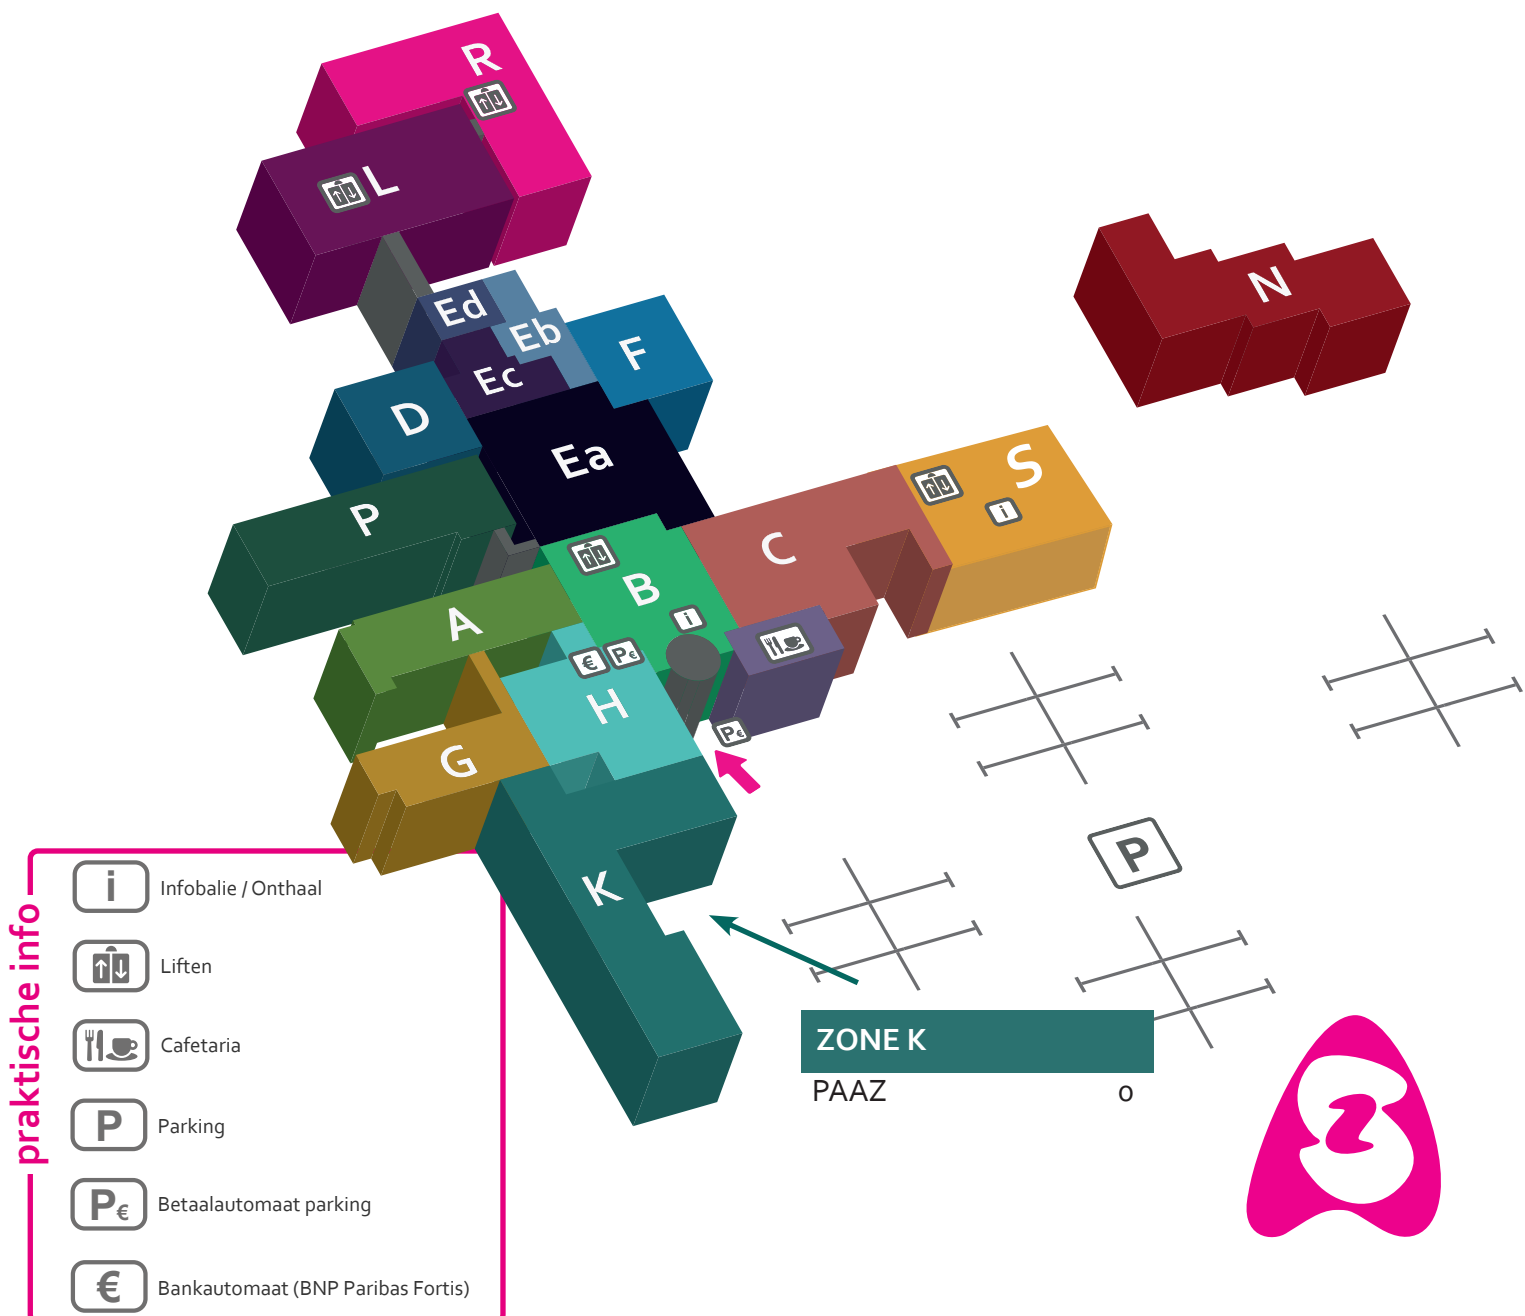 R
L
N
Ed
Eb
F
Ec
D
Ea
S
i
P
C
B
A
i
€ P€
H
P€
G
P
K
praktische info
i Infobalie / Onthaal
Liften
Cafetaria
P Parking
P€ Betaalautomaat parking
€ Bankautomaat (BNP Paribas Fortis)
ZONE K
PAAZ 0